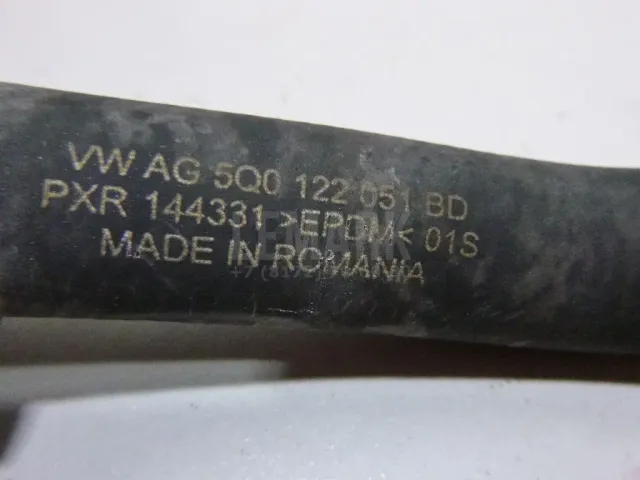 VW AG 5Q0 122 051 BD
PXR 144331 >EPDM< 01S
MADE IN ROMANIA